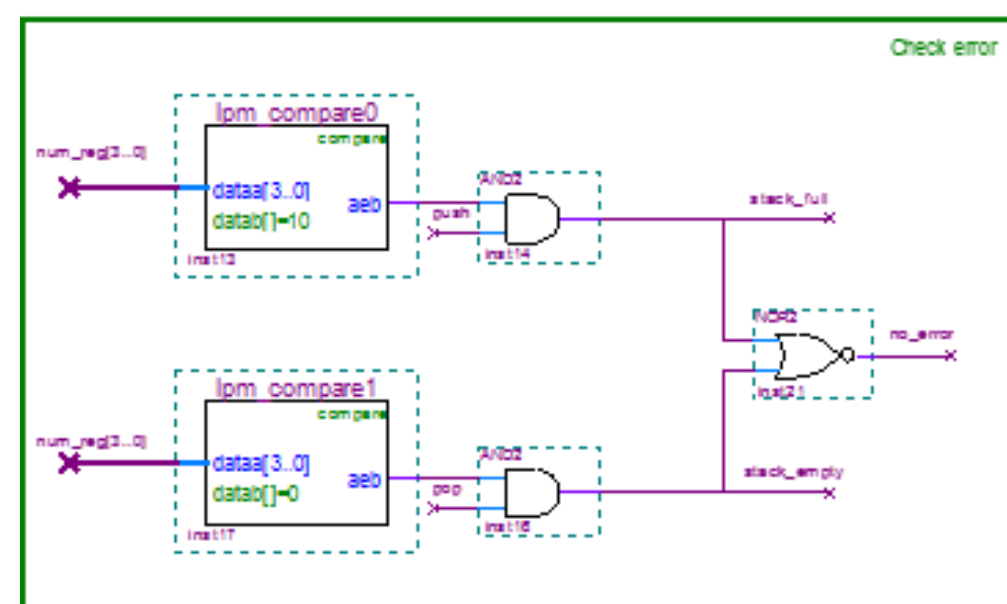 Check error
lpm_compare0
compare
num_reg[3..0]
dataa[3..0]
datab[]=10
aeb
inst13
AND2
push
inst14
stack_full
NOR2
no_error
inst21
lpm_compare1
compare
num_reg[3..0]
dataa[3..0]
datab[]=0
aeb
inst17
AND2
pop
inst16
stack_empty